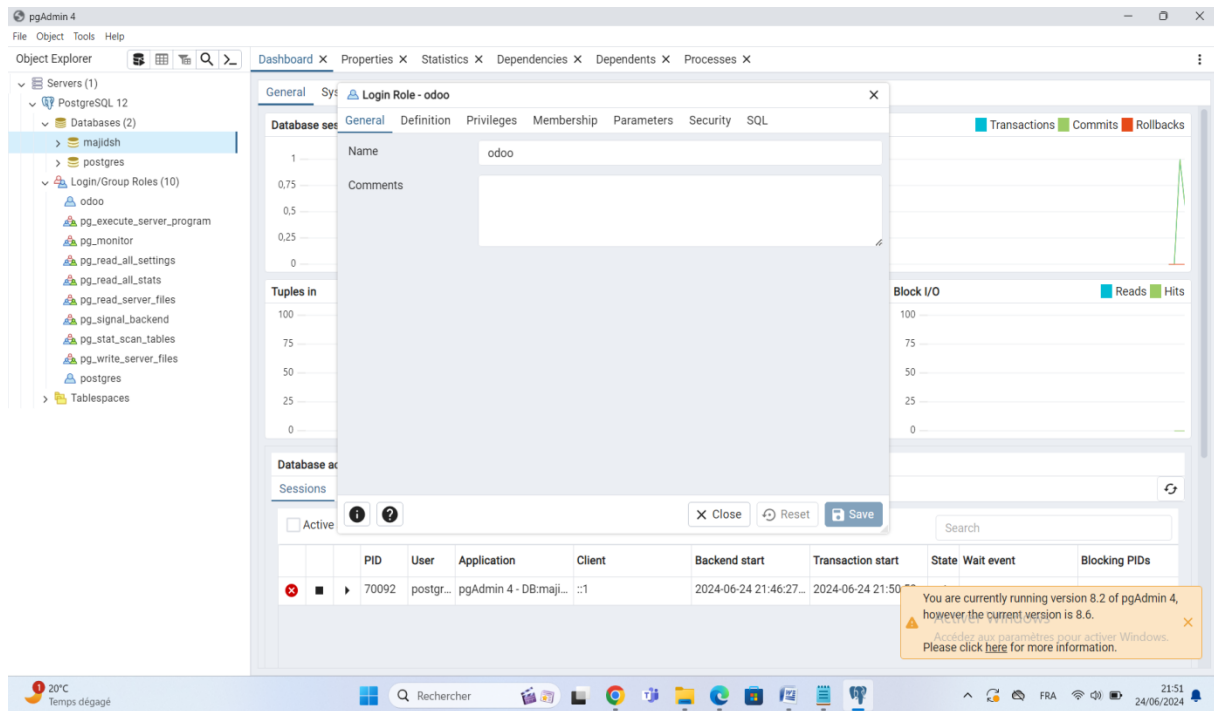 pgAdmin 4
File Object Tools Help
Object Explorer
Dashboard Properties Statistics Dependencies Dependents Processes
Servers (1)
PostgreSQL 12
Databases (2)
majidsh
postgres
Login/Group Roles (10)
odoo
pg_execute_server_program
pg_monitor
pg_read_all_settings
pg_read_all_stats
pg_read_server_files
pg_signal_backend
pg_stat_scan_tables
pg_write_server_files
postgres
Tablespaces
General Sys
Database ses
Transactions Commits Rollbacks
1
0,75
0,5
0,25
0
Login Role - odoo
General Definition Privileges Membership Parameters Security SQL
Name odoo
Comments
Close Reset Save
Tuples in
100
75
50
25
0
Block I/O
Reads Hits
100
75
50
25
0
Database ac
Sessions
Active
Search
PID User Application Client Backend start Transaction start State Wait event Blocking PIDs
70092 postgr... pgAdmin 4 - DB:maji... ::1 2024-06-24 21:46:27... 2024-06-24 21:50
You are currently running version 8.2 of pgAdmin 4,
however the current version is 8.6.
Please click here for more information.
Activer Windows
Accédez aux paramètres pour activer Windows.
1
20°C
Temps dégagé
Rechercher
FRA
21:51
24/06/2024